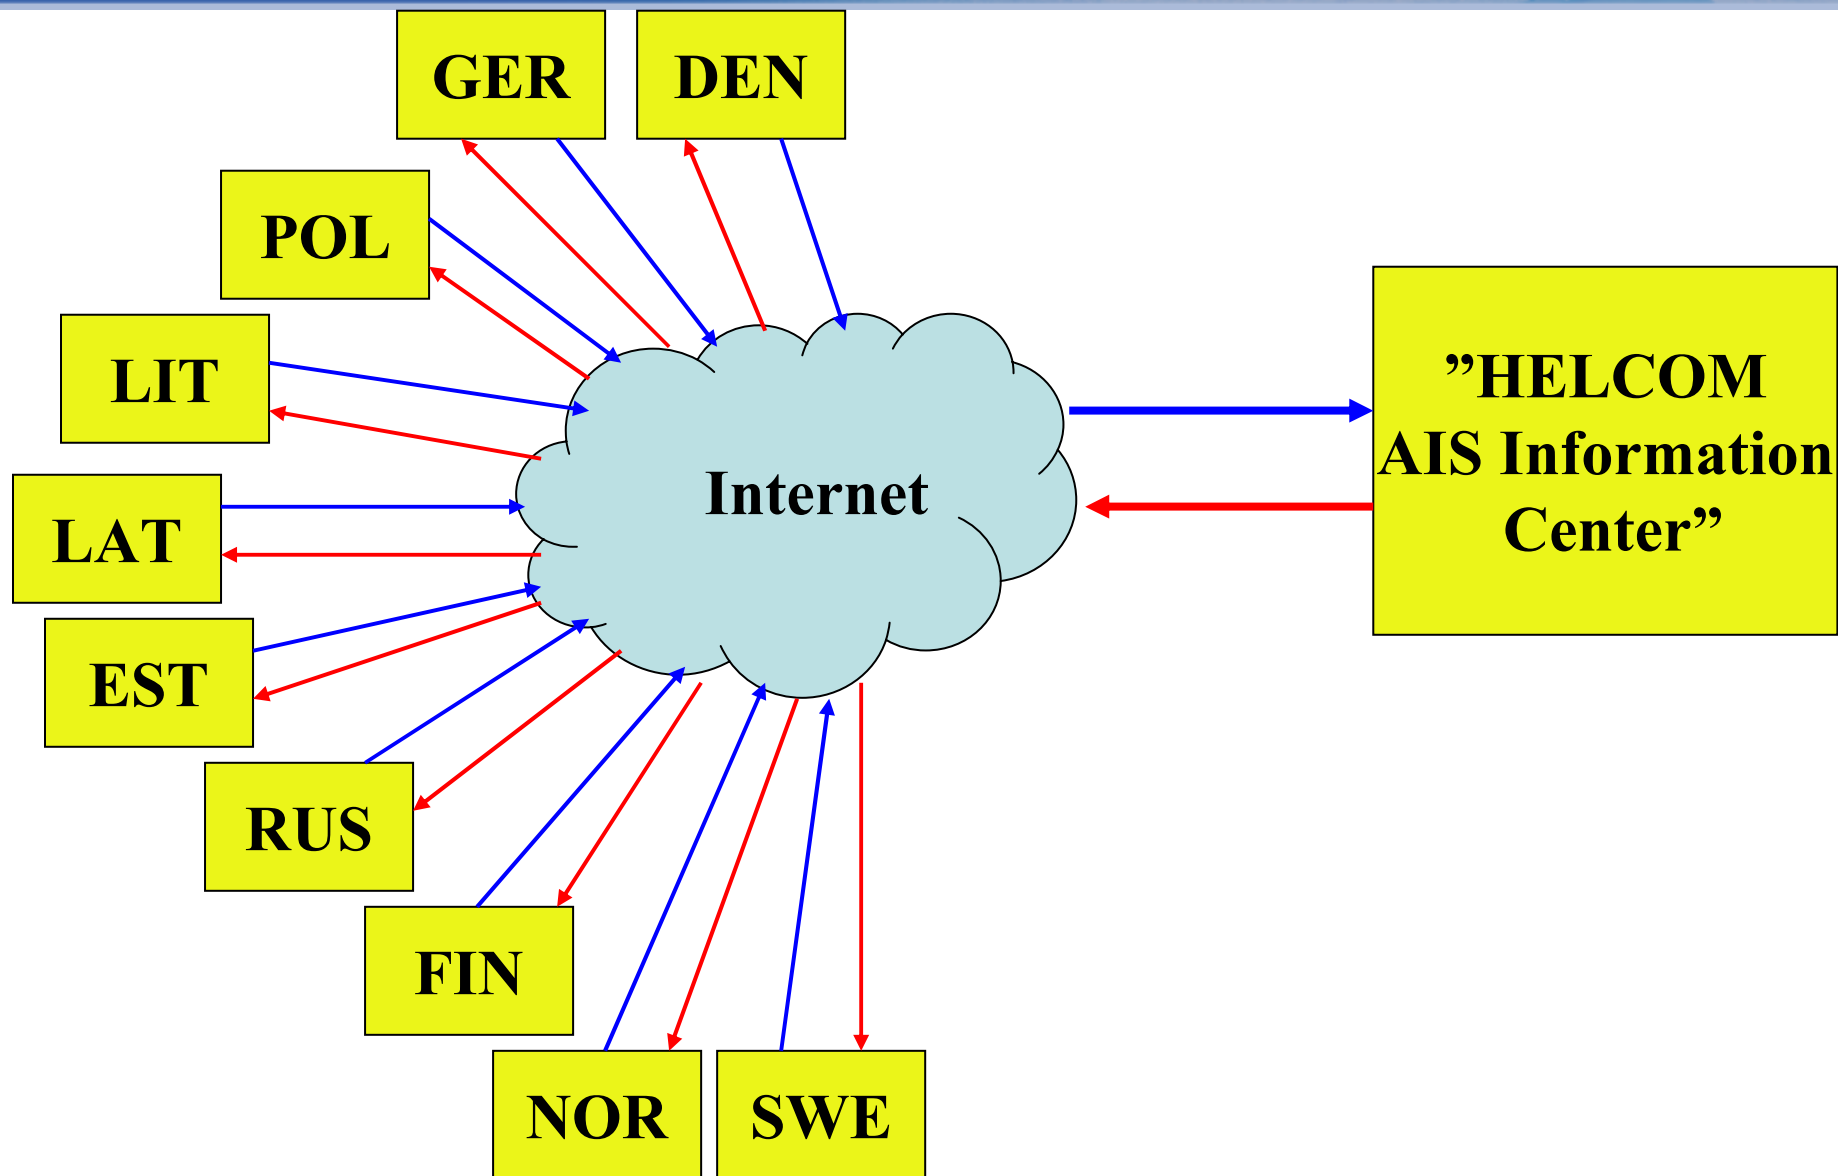 GER
DEN
POL
LIT
LAT
EST
RUS
FIN
NOR
SWE
Internet
”HELCOM
AIS Information
Center”